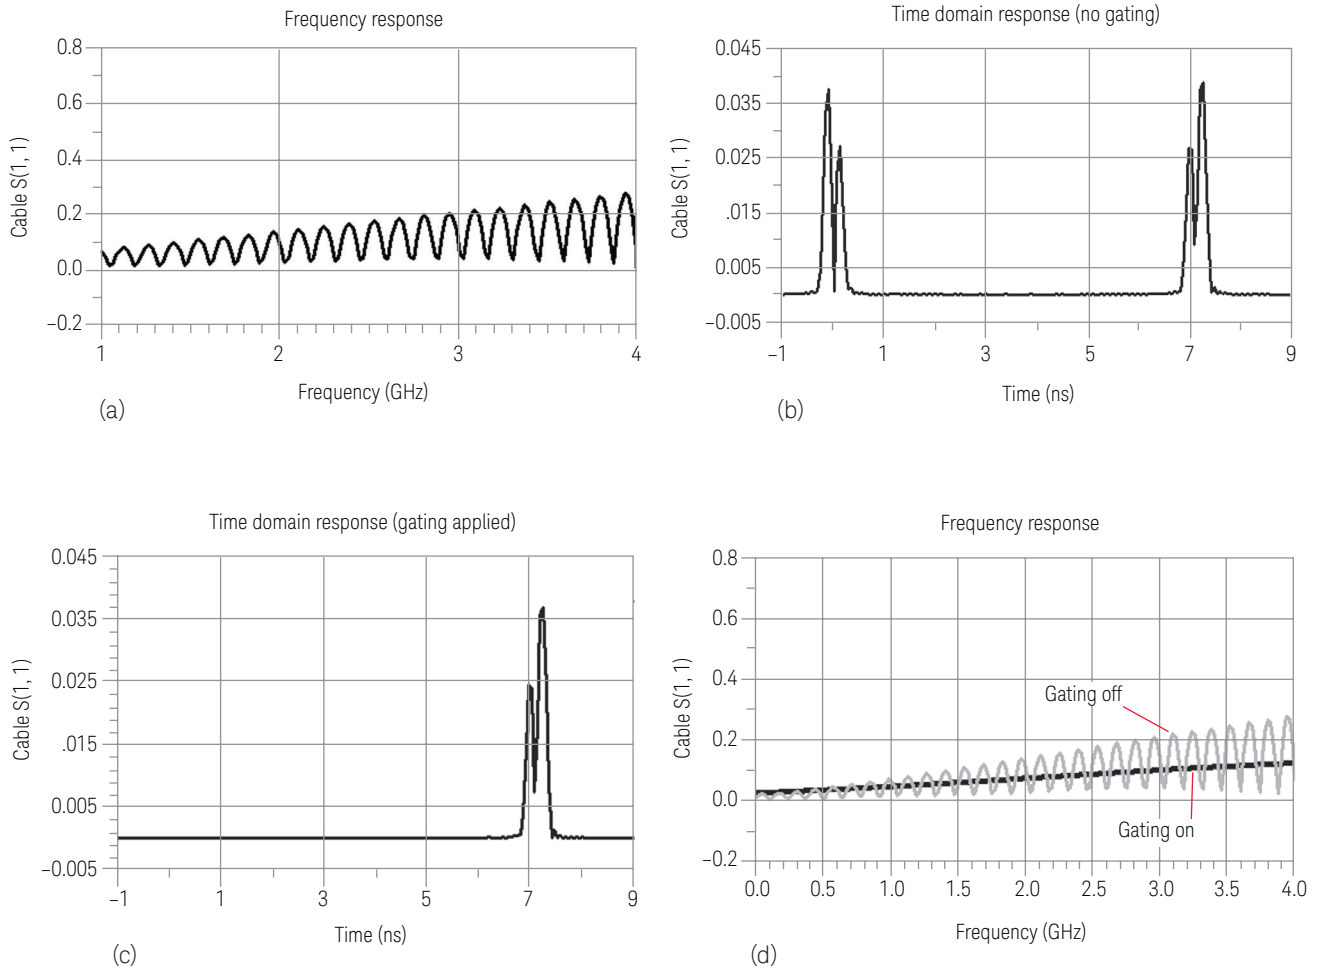 Frequency response
Cable S(1, 1)
0.8
0.6
0.4
0.2
0.0
–0.2
1 2 3 4
Frequency (GHz)
(a)
Time domain response (no gating)
Cable S(1, 1)
0.045
0.035
0.025
.015
0.005
–0.005
–1 1 3 5 7 9
Time (ns)
(b)
Time domain response (gating applied)
Cable S(1, 1)
0.045
0.035
0.025
.015
0.005
–0.005
–1 1 3 5 7 9
Time (ns)
(c)
Frequency response
Cable S(1, 1)
0.8
0.6
0.4
0.2
0.0
–0.2
Gating off
Gating on
0.0 0.5 1.0 1.5 2.0 2.5 3.0 3.5 4.0
Frequency (GHz)
(d)